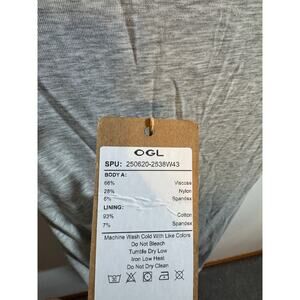 OGL
SPU: 250620-2538W43
BODY A:
66% Viscose
28% Nylon
6% Spandex
LINING:
93% Cotton
7% Spandex
Machine Wash Cold With Like Colors
Do Not Bleach
Tumble Dry Low
Iron Low Heat
Do Not Dry Clean